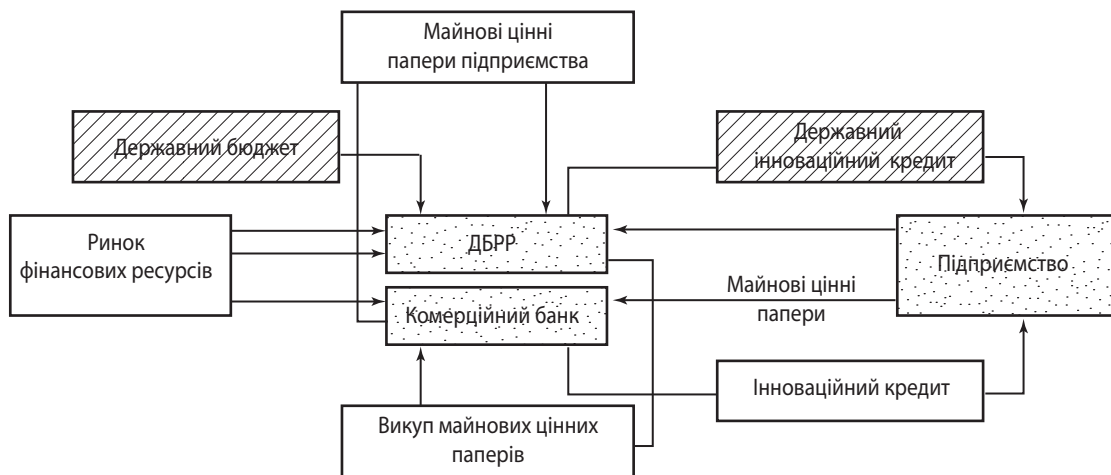 Майнові цінні
папери підприємства
Державний бюджет
Державний
інноваційний кредит
Ринок
фінансових ресурсів
ДБРР
Підприємство
Майнові цінні
папери
Комерційний банк
Інноваційний кредит
Викуп майнових цінних
паперів